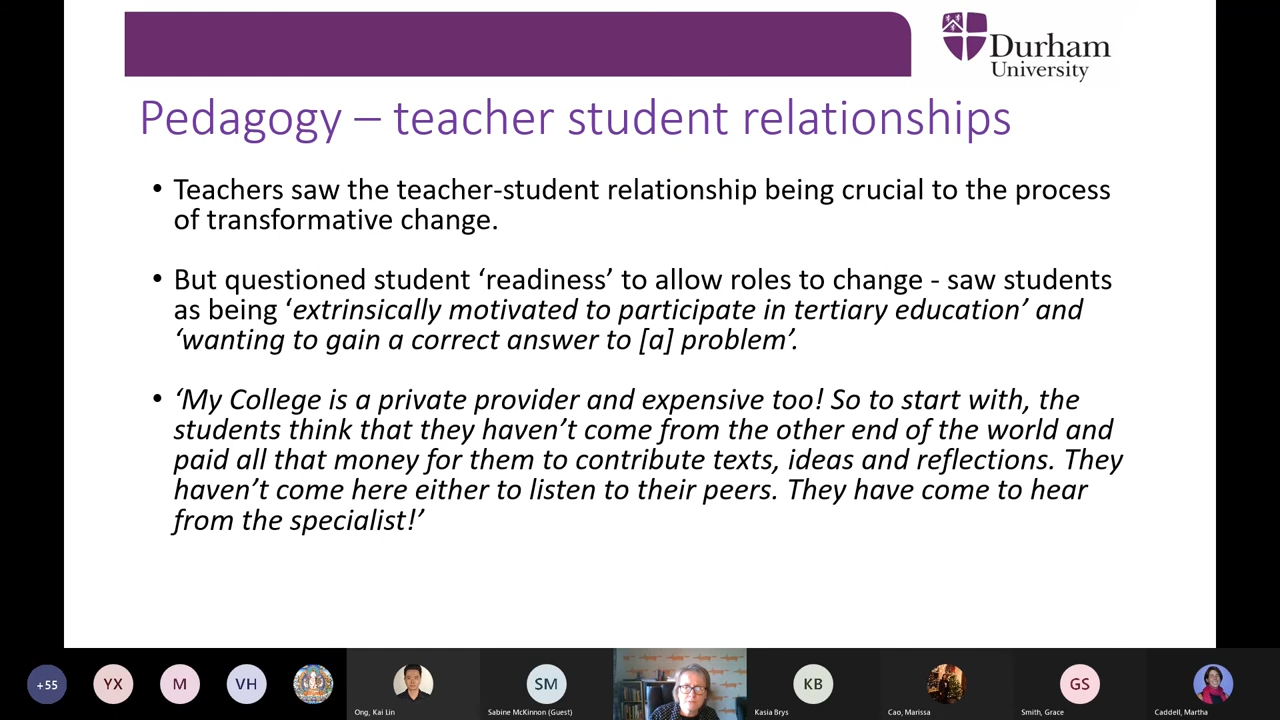 Durham
University
Pedagogy – teacher student relationships
• Teachers saw the teacher-student relationship being crucial to the process
of transformative change.
• But questioned student ‘readiness’ to allow roles to change - saw students
as being ‘extrinsically motivated to participate in tertiary education’ and
‘wanting to gain a correct answer to [a] problem’.
• ‘My College is a private provider and expensive too! So to start with, the
students think that they haven’t come from the other end of the world and
paid all that money for them to contribute texts, ideas and reflections. They
haven’t come here either to listen to their peers. They have come to hear
from the specialist!’
+55 YX M VH SM KB GS
Ong, Kai Lin Sabine McKinnon (Guest) Kasia Brys Cao, Marissa Smith, Grace Caddell, Martha